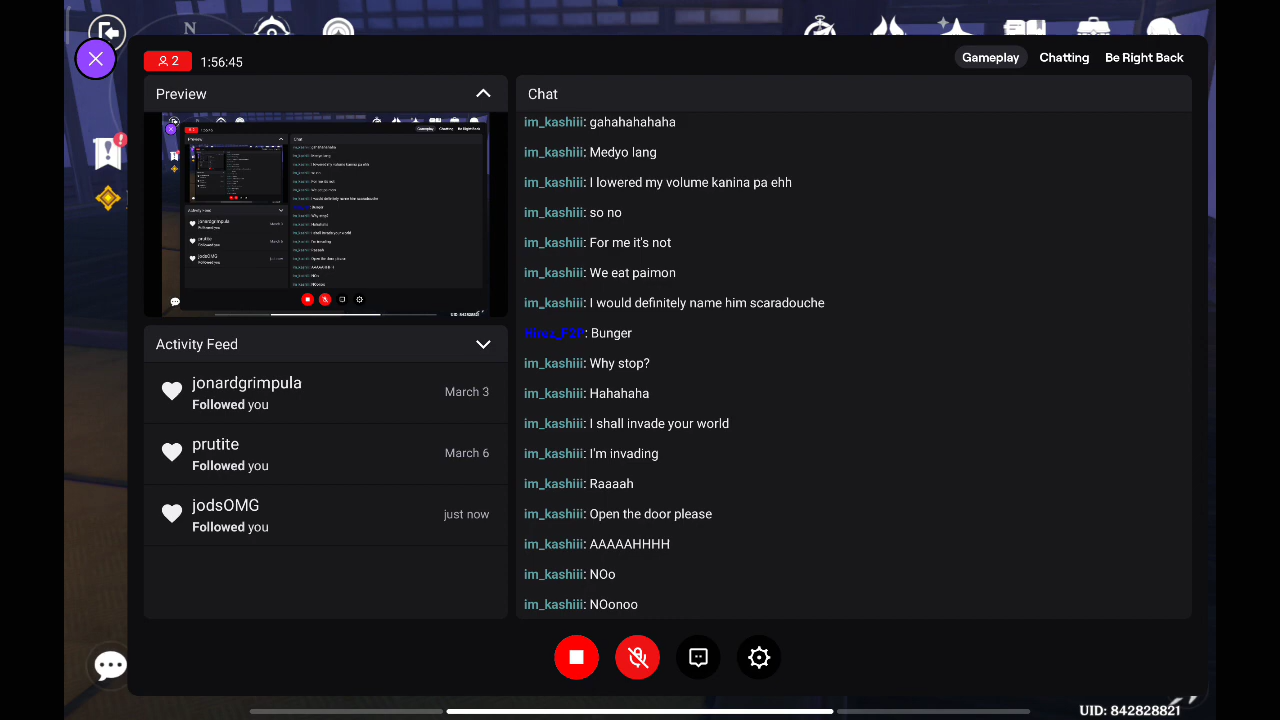 N
2
1:56:45
Gameplay
Chatting
Be Right Back
Preview
Activity Feed
jonardgrimpula
Followed you
March 3
prutite
Followed you
March 6
jodsOMG
Followed you
just now
Chat
im_kashiii: gahahahahaha
im_kashiii: Medyo lang
im_kashiii: I lowered my volume kanina pa ehh
im_kashiii: so no
im_kashiii: For me it's not
im_kashiii: We eat paimon
im_kashiii: I would definitely name him scaradouche
: Bunger
im_kashiii: Why stop?
im_kashiii: Hahahaha
im_kashiii: I shall invade your world
im_kashiii: I'm invading
im_kashiii: Raaaah
im_kashiii: Open the door please
im_kashiii: AAAAAHHHH
im_kashiii: NOo
im_kashiii: NOonoo
UID: 842828821